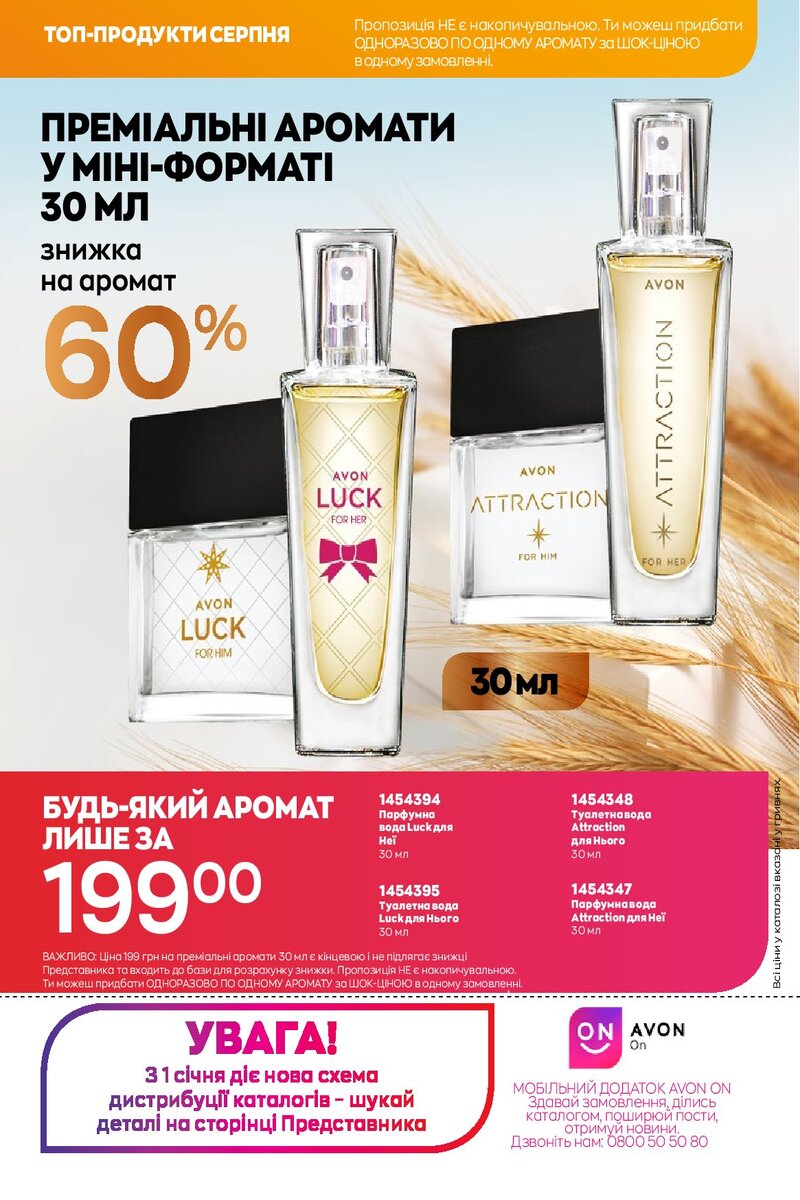 ТОП-ПРОДУКТИ СЕРПНЯ
Пропозиція НЕ є накопичувальною. Ти можеш придбати
ОДНОРАЗОВО ПО ОДНОМУ АРОМАТУ за ШОК-ЦІНОЮ
в одному замовленні.
ПРЕМІАЛЬНІ АРОМАТИ
У МІНІ-ФОРМАТІ
30 МЛ
знижка
на аромат
60%
AVON
ATTRACTION
FOR HER
AVON
ATTRACTION
FOR HIM
AVON
LUCK
FOR HER
AVON
LUCK
FOR HIM
30 МЛ
БУДЬ-ЯКИЙ АРОМАТ
ЛИШЕ ЗА
19900
1454394
Парфумна
вода Luck для
Неї
30 мл
1454395
Туалетна вода
Luck для Нього
30 мл
1454348
Туалетна вода
Attraction
для Нього
30 мл
1454347
Парфумна вода
Attraction для Неї
30 мл
ВАЖЛИВО: Ціна 199 грн на преміальні аромати 30 мл є кінцевою і не підлягає знижці
Представника та входить до бази для розрахунку знижки. Пропозиція НЕ є накопичувальною.
Ти можеш придбати ОДНОРАЗОВО ПО ОДНОМУ АРОМАТУ за ШОК-ЦІНОЮ в одному замовленні.
Всі ціни у каталозі вказані у гривнях.
УВАГА!
З 1 січня діє нова схема
дистрибуції каталогів – шукай
деталі на сторінці Представника
ON
AVON
On
МОБІЛЬНИЙ ДОДАТОК AVON ON
Здавай замовлення, ділись
каталогом, поширюй пости,
отримуй новини.
Дзвоніть нам: 0800 50 50 80